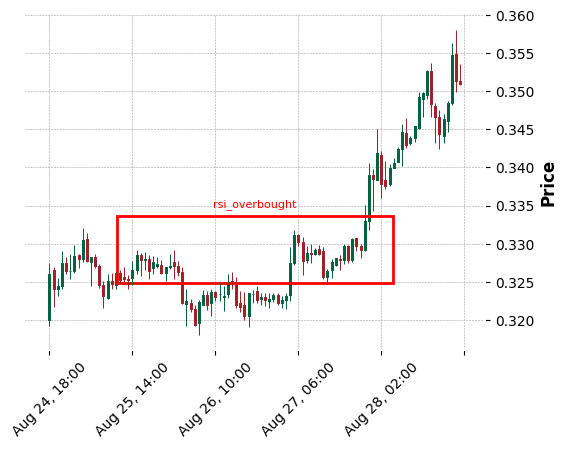 0.360
0.355
0.350
0.345
0.340
0.335
0.330
0.325
0.320
Price
rsi_overbought
Aug 24, 18:00
Aug 25, 14:00
Aug 26, 10:00
Aug 27, 06:00
Aug 28, 02:00